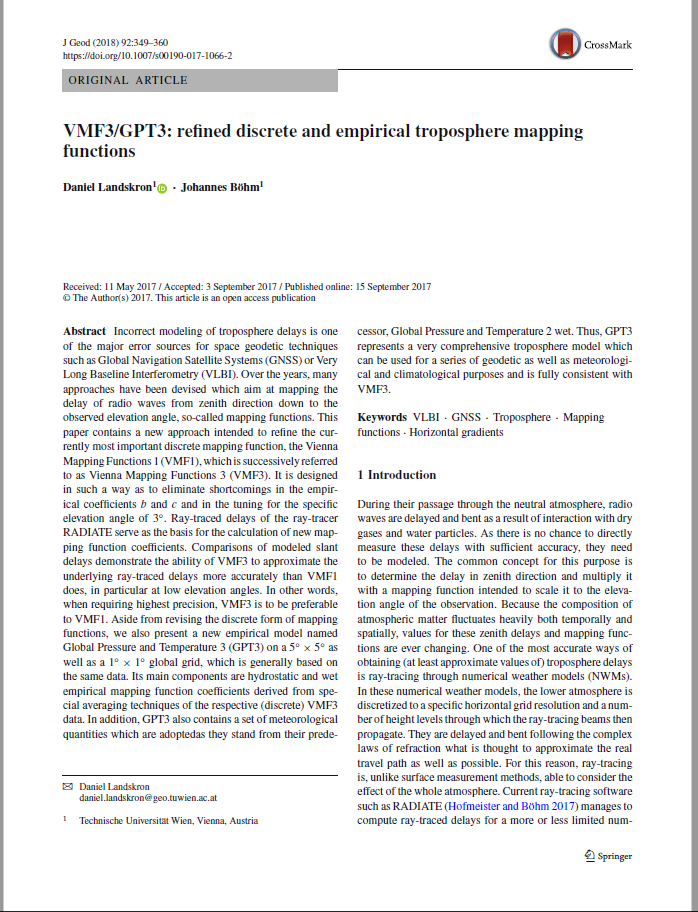 J Geod (2018) 92:349–360
https://doi.org/10.1007/s00190-017-1066-2
CrossMark
ORIGINAL ARTICLE
VMF3/GPT3: refined discrete and empirical troposphere mapping
functions
Daniel Landskron¹ · Johannes Böhm¹
Received: 11 May 2017 / Accepted: 3 September 2017 / Published online: 15 September 2017
© The Author(s) 2017. This article is an open access publication
Abstract Incorrect modeling of troposphere delays is one
of the major error sources for space geodetic techniques
such as Global Navigation Satellite Systems (GNSS) or Very
Long Baseline Interferometry (VLBI). Over the years, many
approaches have been devised which aim at mapping the
delay of radio waves from zenith direction down to the
observed elevation angle, so-called mapping functions. This
paper contains a new approach intended to refine the cur-
rently most important discrete mapping function, the Vienna
Mapping Functions 1 (VMF1), which is successively referred
to as Vienna Mapping Functions 3 (VMF3). It is designed
in such a way as to eliminate shortcomings in the empir-
ical coefficients b and c and in the tuning for the specific
elevation angle of 3°. Ray-traced delays of the ray-tracer
RADIATE serve as the basis for the calculation of new map-
ping function coefficients. Comparisons of modeled slant
delays demonstrate the ability of VMF3 to approximate the
underlying ray-traced delays more accurately than VMF1
does, in particular at low elevation angles. In other words,
when requiring highest precision, VMF3 is to be preferable
to VMF1. Aside from revising the discrete form of mapping
functions, we also present a new empirical model named
Global Pressure and Temperature 3 (GPT3) on a 5° × 5° as
well as a 1° × 1° global grid, which is generally based on
the same data. Its main components are hydrostatic and wet
empirical mapping function coefficients derived from spe-
cial averaging techniques of the respective (discrete) VMF3
data. In addition, GPT3 also contains a set of meteorological
quantities which are adoptedas they stand from their prede-
cessor, Global Pressure and Temperature 2 wet. Thus, GPT3
represents a very comprehensive troposphere model which
can be used for a series of geodetic as well as meteorologi-
cal and climatological purposes and is fully consistent with
VMF3.
Keywords VLBI · GNSS · Troposphere · Mapping
functions · Horizontal gradients
1 Introduction
During their passage through the neutral atmosphere, radio
waves are delayed and bent as a result of interaction with dry
gases and water particles. As there is no chance to directly
measure these delays with sufficient accuracy, they need
to be modeled. The common concept for this purpose is
to determine the delay in zenith direction and multiply it
with a mapping function intended to scale it to the eleva-
tion angle of the observation. Because the composition of
atmospheric matter fluctuates heavily both temporally and
spatially, values for these zenith delays and mapping func-
tions are ever changing. One of the most accurate ways of
obtaining (at least approximate values of) troposphere delays
is ray-tracing through numerical weather models (NWMs).
In these numerical weather models, the lower atmosphere is
discretized to a specific horizontal grid resolution and a num-
ber of height levels through which the ray-tracing beams then
propagate. They are delayed and bent following the complex
laws of refraction what is thought to approximate the real
travel path as well as possible. For this reason, ray-tracing
is, unlike surface measurement methods, able to consider the
effect of the whole atmosphere. Current ray-tracing software
such as RADIATE (Hofmeister and Böhm 2017) manages to
compute ray-traced delays for a more or less limited num-
Daniel Landskron
daniel.landskron@geo.tuwien.ac.at
1 Technische Universität Wien, Vienna, Austria
Springer